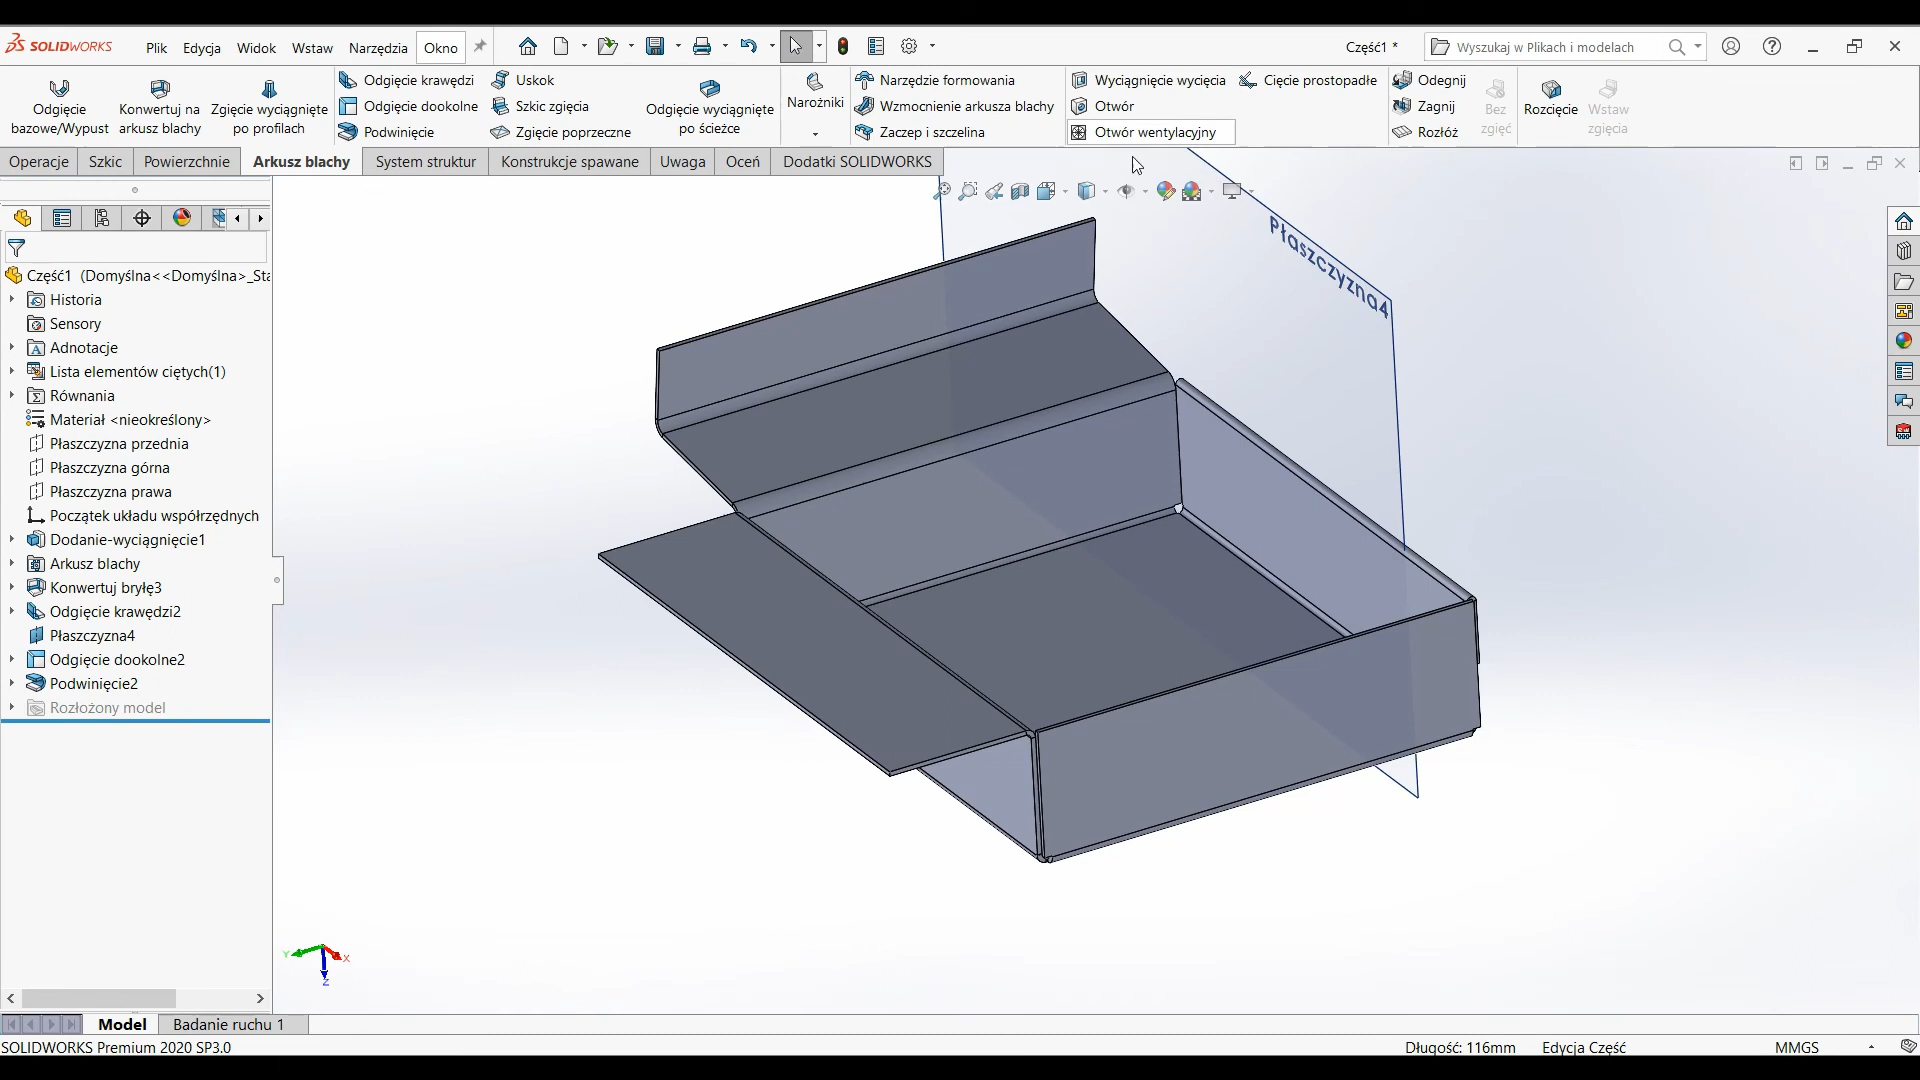 SOLIDWORKS
Plik Edycja Widok Wstaw Narzędzia Okno
Część1 *
Wyszukaj w Plikach i modelach
Odgięcie bazowe/Wypust
Konwertuj na arkusz blachy
Zgięcie wyciągnięte po profilach
Odgięcie krawędzi
Odgięcie dookolne
Podwinięcie
Uskok
Szkic zgięcia
Zgięcie poprzeczne
Odgięcie wyciągnięte po ścieżce
Narożniki
Narzędzie formowania
Wzmocnienie arkusza blachy
Zaczep i szczelina
Wyciągnięcie wycięcia
Otwór
Otwór wentylacyjny
Cięcie prostopadłe
Odegnij
Zagnij
Rozłóż
Bez zgięć
Rozcięcie
Wstaw zgięcia
Operacje Szkic Powierzchnie Arkusz blachy System struktur Konstrukcje spawane Uwaga Oceń Dodatki SOLIDWORKS
Część1 (Domyślna<<Domyślna>_Sta
Historia
Sensory
Adnotacje
Lista elementów ciętych(1)
Równania
Materiał <nieokreślony>
Płaszczyzna przednia
Płaszczyzna górna
Płaszczyzna prawa
Początek układu współrzędnych
Dodanie-wyciągnięcie1
Arkusz blachy
Konwertuj bryłę3
Odgięcie krawędzi2
Płaszczyzna4
Odgięcie dookolne2
Podwinięcie2
Rozłożony model
Płaszczyzna4
Y
X
Z
Model Badanie ruchu 1
SOLIDWORKS Premium 2020 SP3.0
Długość: 116mm Edycja Część MMGS